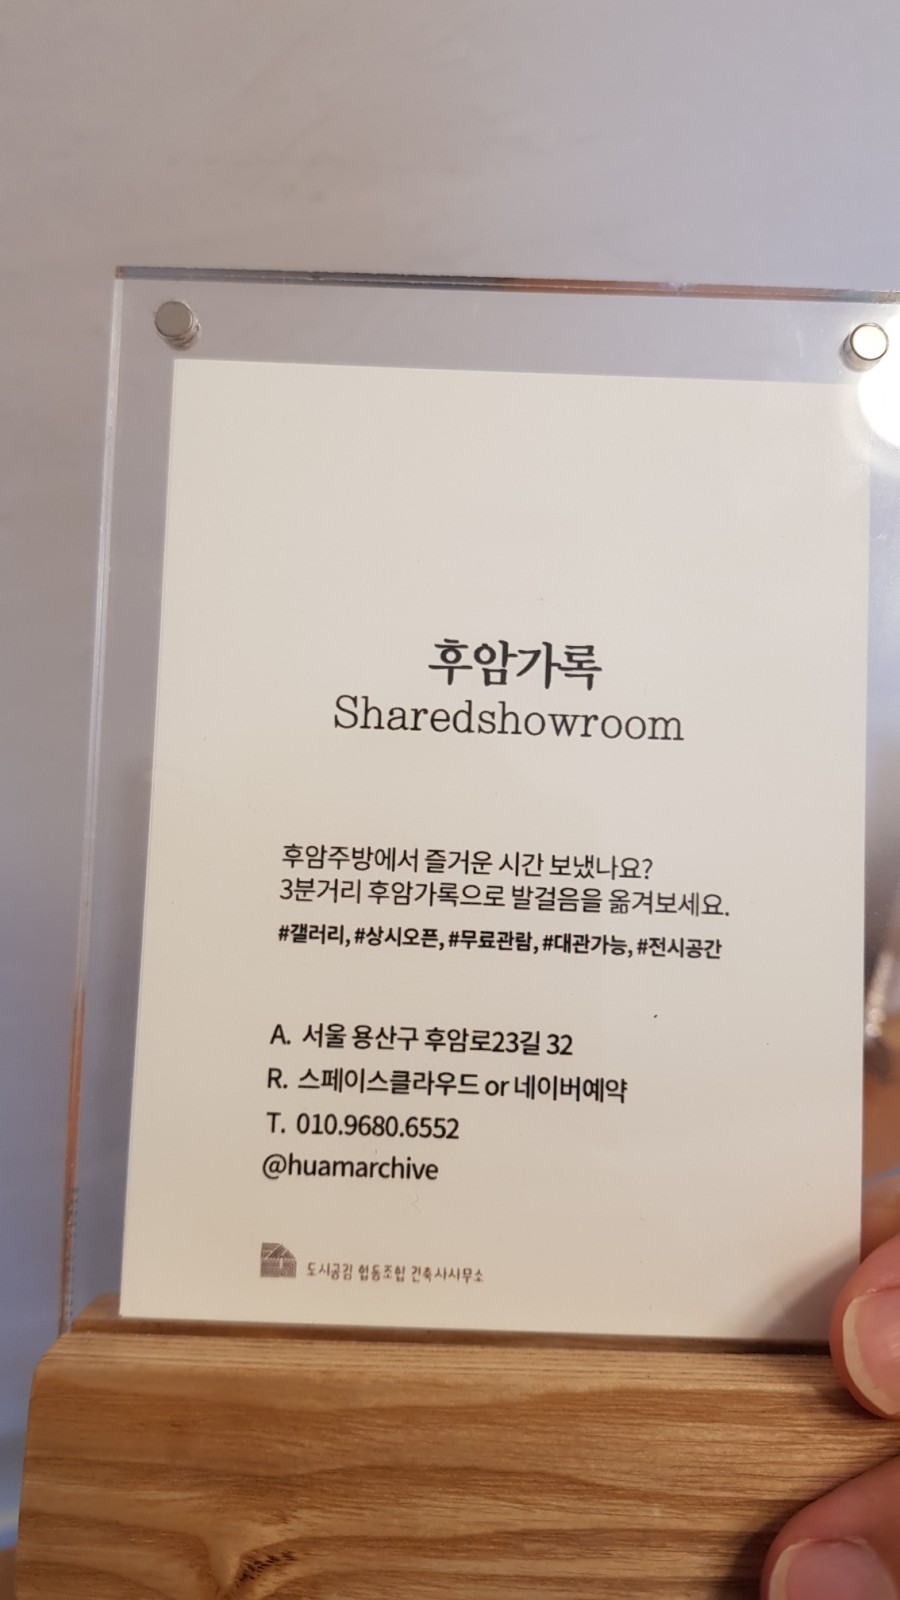 후암가록
Sharedshowroom
후암주방에서 즐거운 시간 보냈나요?
3분거리 후암가록으로 발걸음을 옮겨보세요.
#갤러리, #상시오픈, #무료관람, #대관가능, #전시공간
A. 서울 용산구 후암로23길 32
R. 스페이스클라우드 or 네이버예약
T. 010.9680.6552
@huamarchive
도시공감 협동조합 건축사사무소